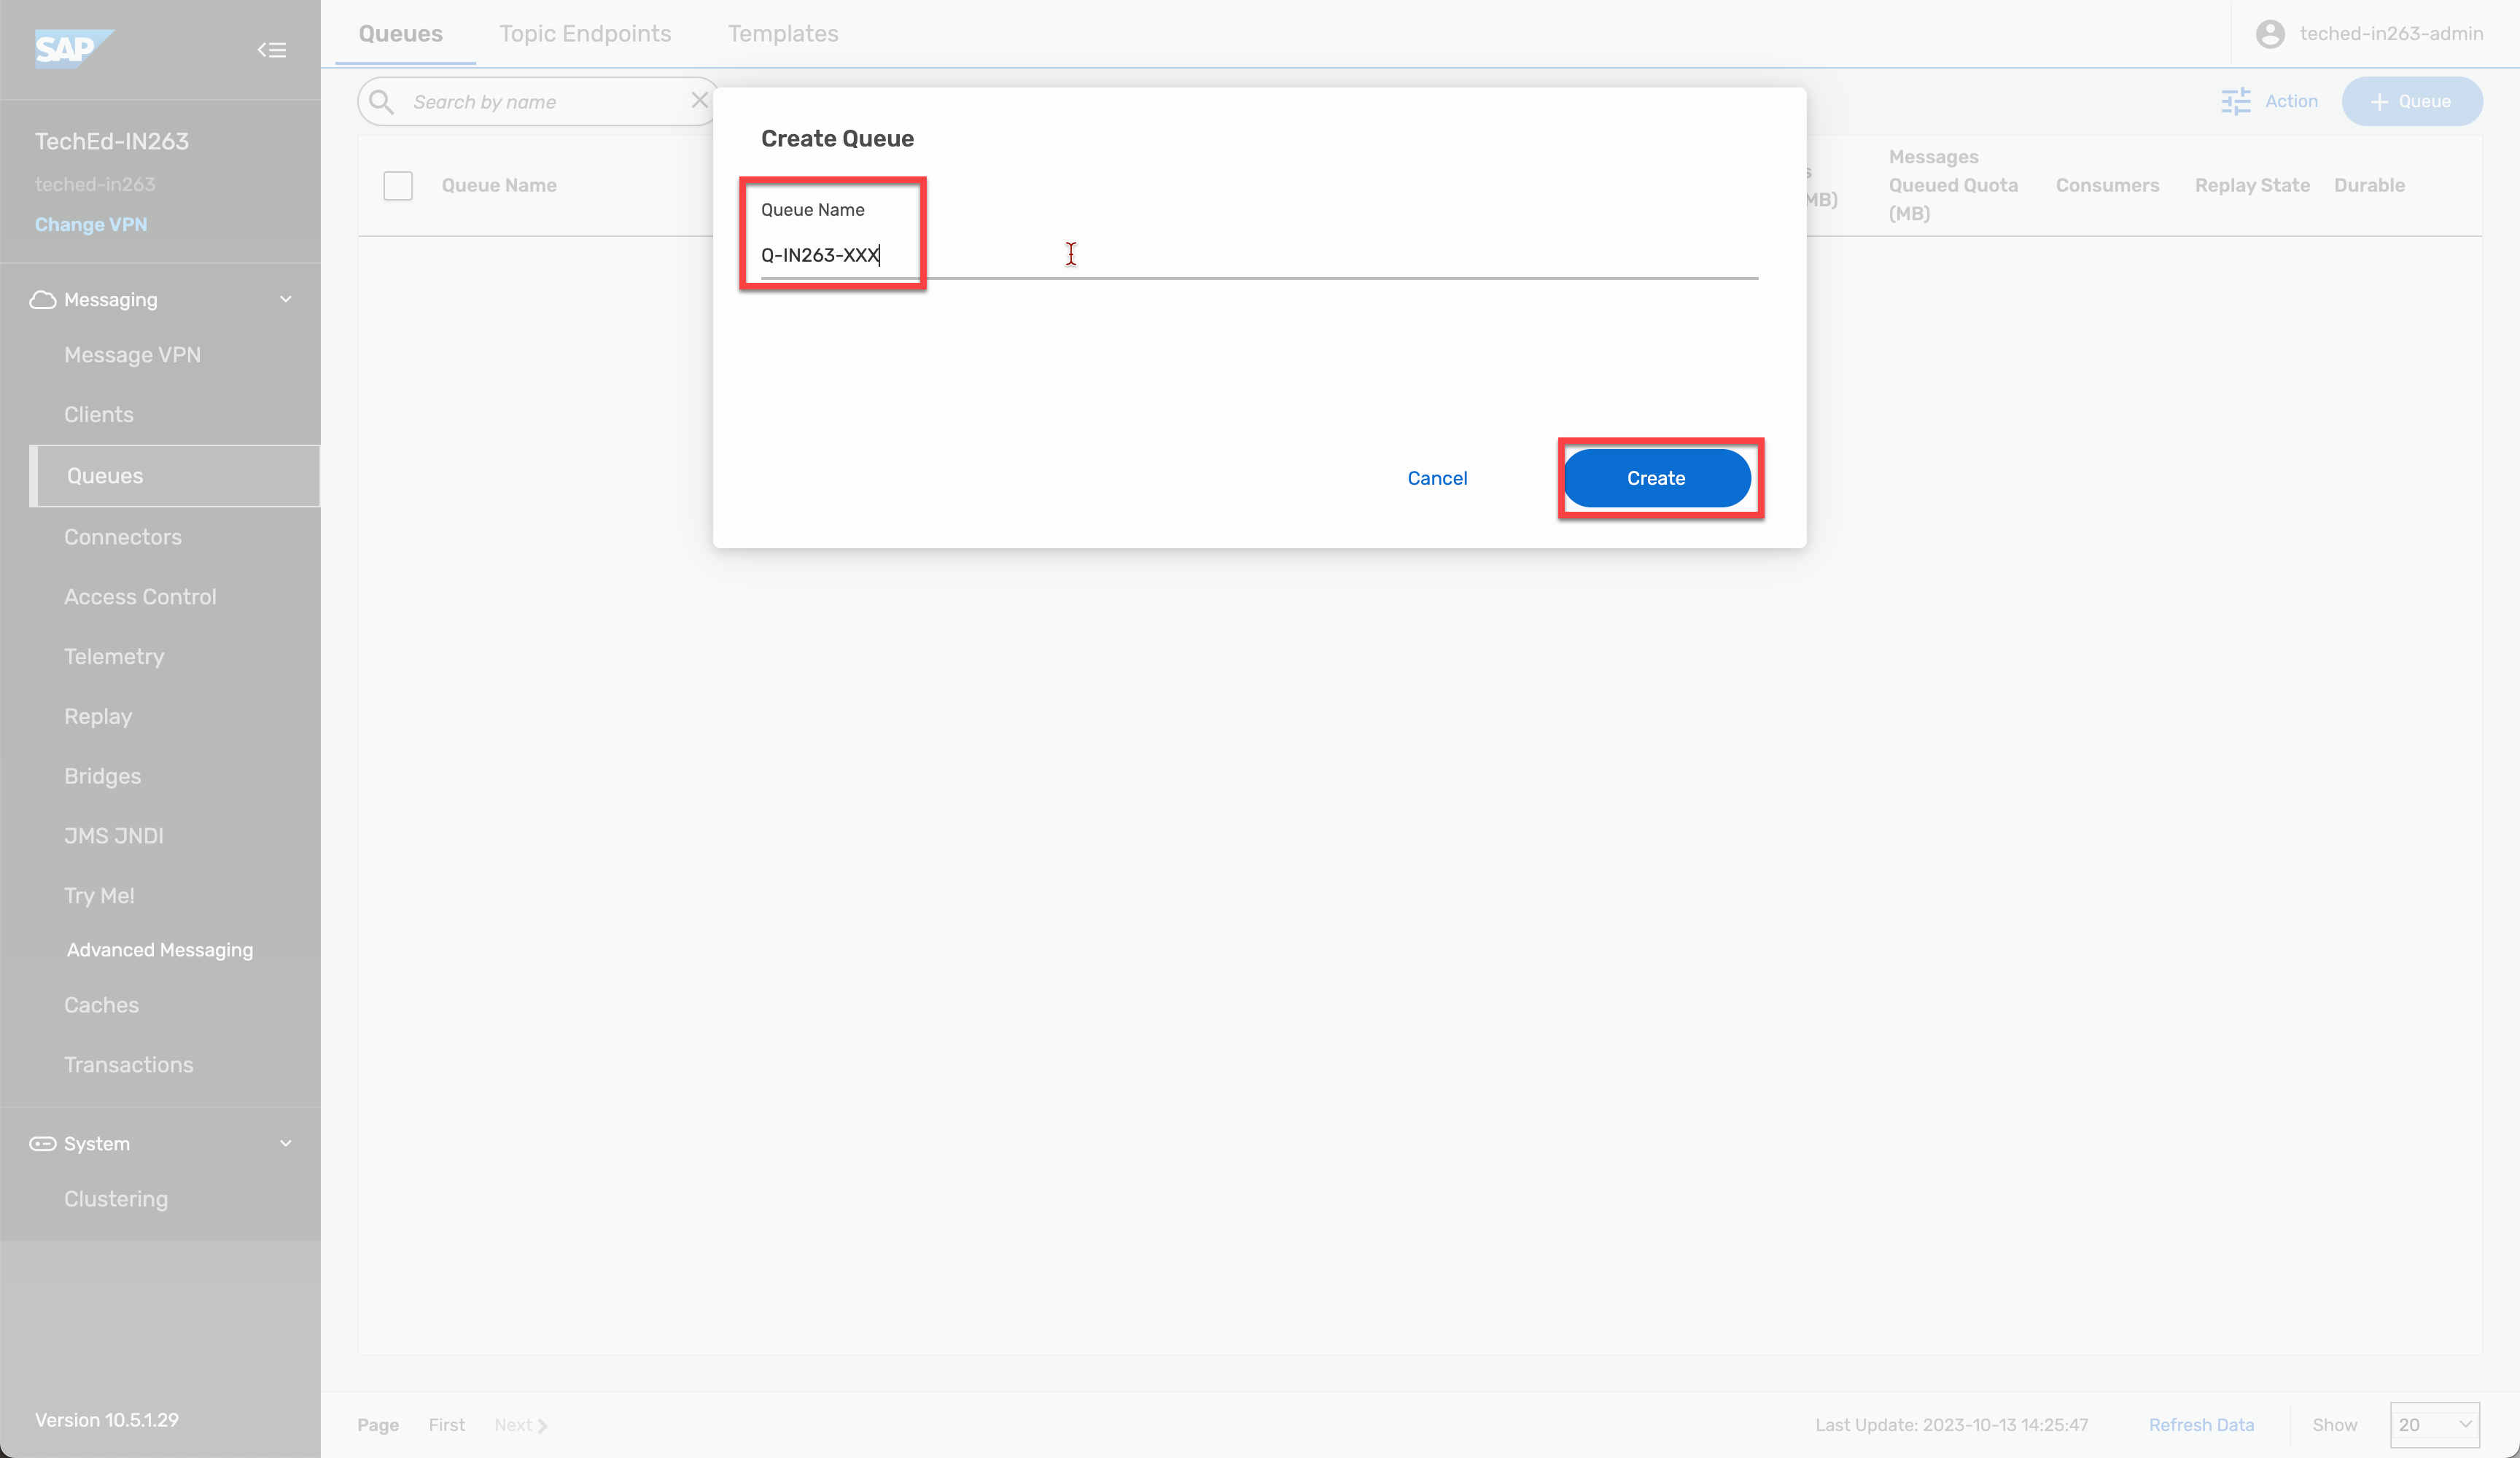 SAP
TechEd-IN263
teched-in263
Change VPN
Messaging
Message VPN
Clients
Queues
Connectors
Access Control
Telemetry
Replay
Bridges
JMS JNDI
Try Me!
Advanced Messaging
Caches
Transactions
System
Clustering
Version 10.5.1.29
Queues Topic Endpoints Templates
teched-in263-admin
Search by name
Action
Queue
Queue Name
MB)
Messages
Queued Quota
(MB)
Consumers
Replay State
Durable
Create Queue
Queue Name
Q-IN263-XXX
Cancel
Create
Page First Next
Last Update: 2023-10-13 14:25:47
Refresh Data
Show
20